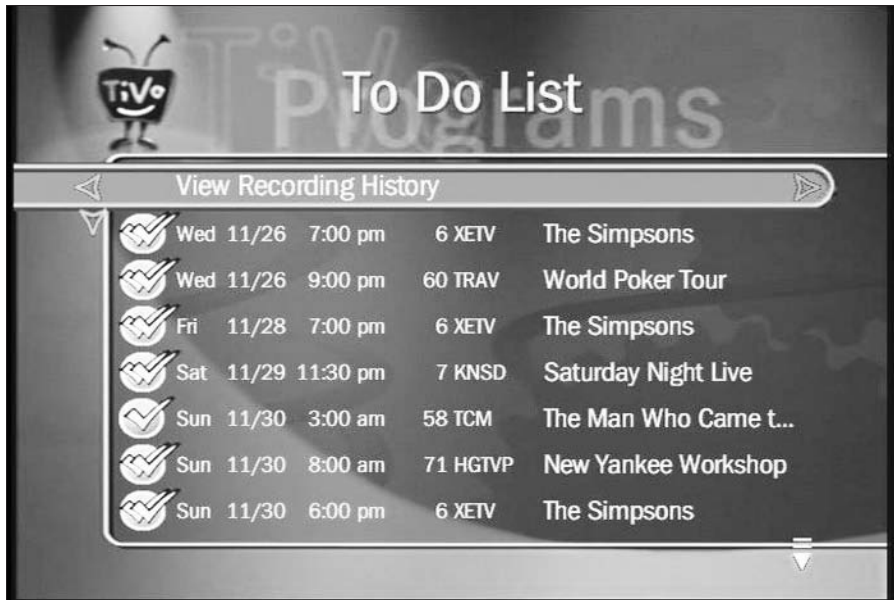 TiVo
TiVo
Programs
To Do List
View Recording History
Wed 11/26 7:00 pm 6 XETV The Simpsons
Wed 11/26 9:00 pm 60 TRAV World Poker Tour
Fri 11/28 7:00 pm 6 XETV The Simpsons
Sat 11/29 11:30 pm 7 KNSD Saturday Night Live
Sun 11/30 3:00 am 58 TCM The Man Who Came t...
Sun 11/30 8:00 am 71 HGTVP New Yankee Workshop
Sun 11/30 6:00 pm 6 XETV The Simpsons